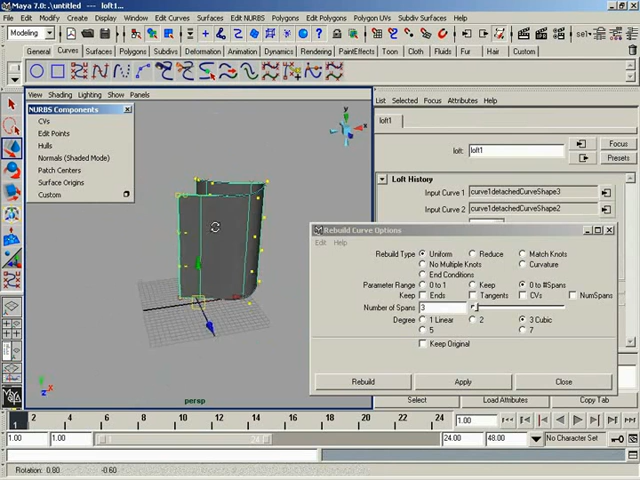 Maya 7.0: .\untitled --- loft1...
Edit Modify Create Display Window Edit Curves Surfaces Edit NURBS Polygons Edit Polygons Polygon UVs Subdiv Surfaces Help
Modeling
sel
General Curves Surfaces Polygons Subdivs Deformation Animation Dynamics Rendering PaintEffects Toon Cloth Fluids Fur Hair Custom
View Shading Lighting Show Panels
List Selected Focus Attributes Help
NURBS Components
CVs
Edit Points
Hulls
Normals (Shaded Mode)
Patch Centers
Surface Origins
Custom
loft1
loft: loft1
Focus
Presets
Loft History
Input Curve 1 curve1detachedCurveShape3
Input Curve 2 curve1detachedCurveShape2
Rebuild Curve Options
Edit Help
Rebuild Type Uniform Reduce Match Knots
No Multiple Knots Curvature
End Conditions
Parameter Range 0 to 1 Keep 0 to #Spans
Keep Ends Tangents CVs NumSpans
Number of Spans 3
Degree 1 Linear 2 3 Cubic
5 7
Keep Original
Rebuild Apply Close
y
x
z
x
persp
Select Load Attributes Copy Tab
2 4 6 8 10 12 14 16 18 20 22 24
1.00
1.00 1.00 1 24 24.00 48.00 No Character Set
Rotation: 0.80 -0.60